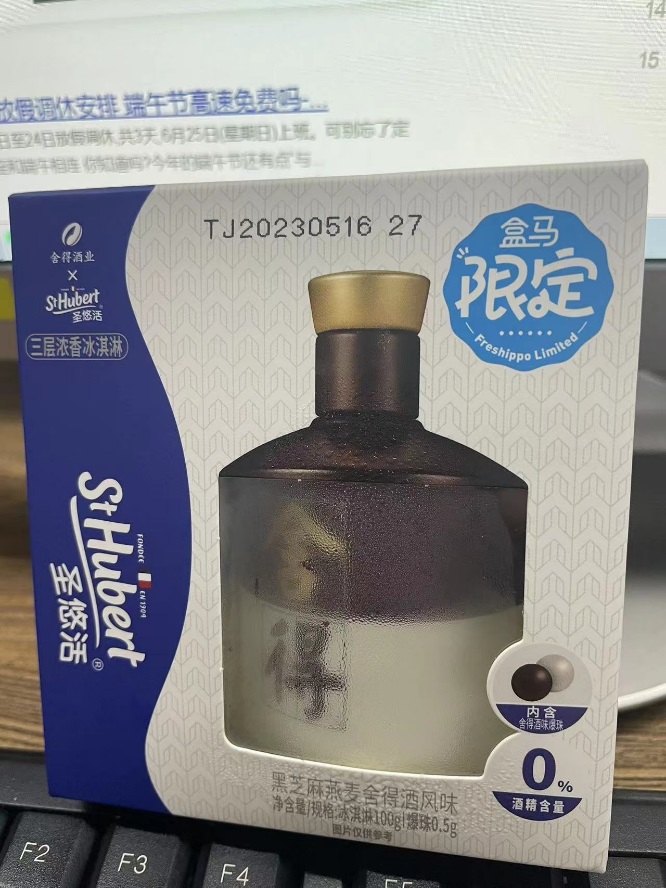 放假调休安排 端午节高速免费吗-...
日至24日放假调休,共3天,6月25日(星期日)上班。可别忘了定
14
15
TJ20230516 27
舍得酒业
×
St Hubert
圣悠活
三层浓香冰淇淋
盒马
限定
Freshippo Limited
St Hubert
FONDÉE EN 1904
圣悠活®
得
内含
舍得酒味爆珠
0%
酒精含量
黑芝麻燕麦舍得酒风味
净含量/规格:冰淇淋100g|爆珠0.5g
图片仅供参考
F2
F3
F4
F5